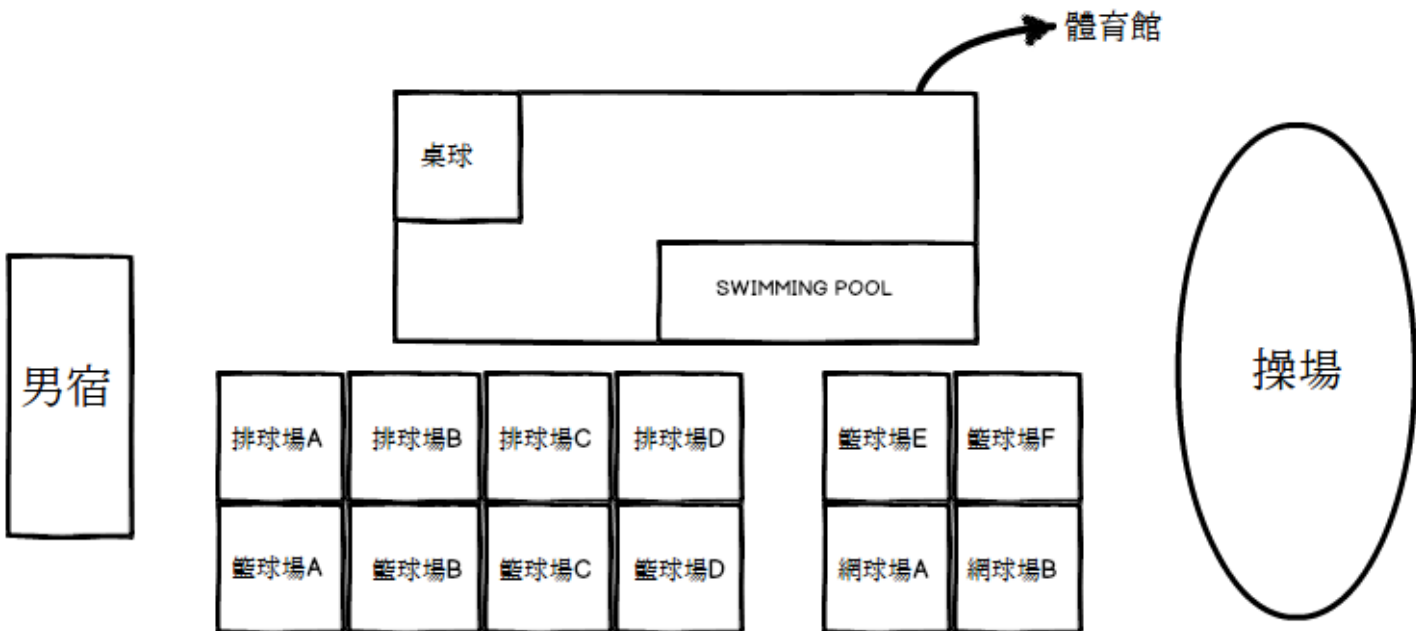 體育館
桌球
SWIMMING POOL
男宿
操場
排球場A
排球場B
排球場C
排球場D
籃球場E
籃球場F
籃球場A
籃球場B
籃球場C
籃球場D
網球場A
網球場B